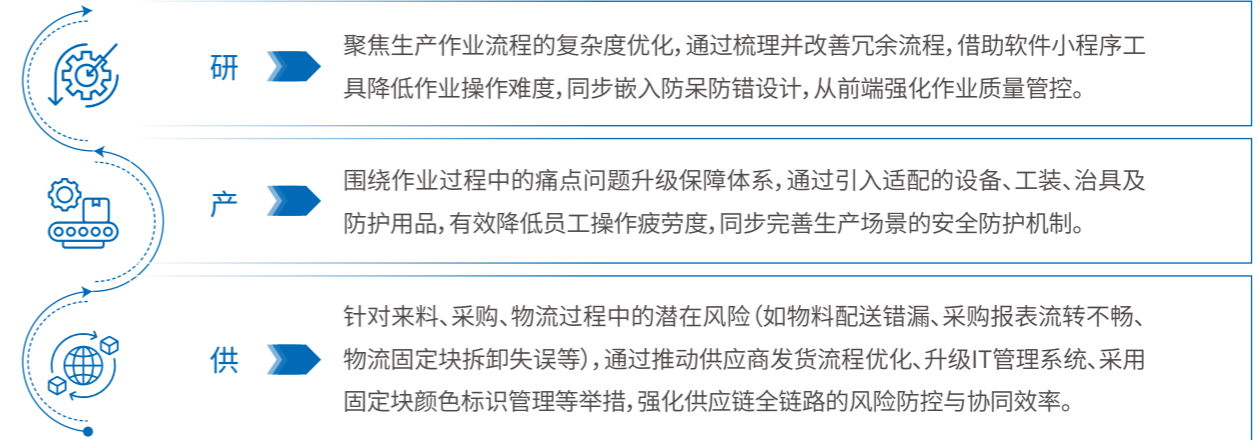 研
聚焦生产作业流程的复杂度优化，通过梳理并改善冗余流程，借助软件小程序工
具降低作业操作难度，同步嵌入防呆防错设计，从前端强化作业质量管控。
产
围绕作业过程中的痛点问题升级保障体系，通过引入适配的设备、工装、治具及
防护用品，有效降低员工操作疲劳度，同步完善生产场景的安全防护机制。
供
针对来料、采购、物流过程中的潜在风险（如物料配送错漏、采购报表流转不畅、
物流固定块拆卸失误等），通过推动供应商发货流程优化、升级IT管理系统、采用
固定块颜色标识管理等举措，强化供应链全链路的风险防控与协同效率。